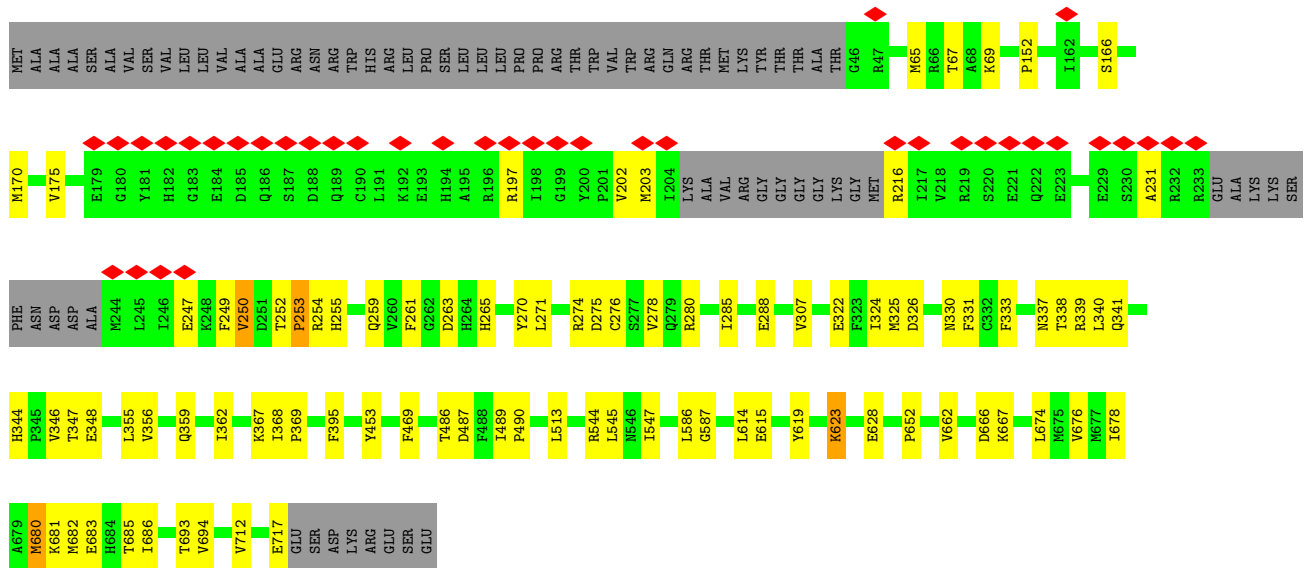 MET ALA ALA ALA SER ALA VAL SER VAL LEU LEU VAL ALA ALA GLU ARG ASN ARG TRP HIS ARG LEU PRO SER LEU LEU LEU PRO PRO ARG THR TRP VAL TRP ARG GLN ARG THR MET LYS TYR THR THR ALA THR G46 R47 M65 R66 T67 A68 K69 P152 I162 S166
M170 V175 E179 G180 Y181 H182 G183 E184 D185 Q186 S187 D188 Q189 C190 L191 K192 E193 H194 A195 R196 R197 I198 G199 Y200 P201 V202 M203 I204 LYS ALA VAL ARG GLY GLY GLY GLY LYS GLY MET R216 I217 V218 R219 S220 E221 Q222 E223 E229 S230 A231 R232 R233 GLU ALA LYS LYS SER
PHE ASN ASP ASP ALA M244 L245 I246 E247 K248 F249 V250 D251 T252 P253 R254 H255 Q259 V260 F261 G262 D263 H264 H265 Y270 L271 R274 D275 C276 S277 V278 Q279 R280 I285 E288 V307 E322 F323 I324 M325 D326 N330 F331 C332 F333 N337 T338 R339 L340 Q341
H344 P345 V346 T347 E348 L355 V356 Q359 I362 K367 I368 P369 F395 Y453 F469 T486 D487 F488 I489 P490 L513 R544 L545 N546 I547 L586 G587 L614 E615 Y619 K623 E628 P652 V662 D666 K667 L674 M675 V676 M677 I678
A679 M680 K681 M682 E683 H684 T685 I686 T693 V694 V712 E717 GLU SER ASP LYS ARG GLU SER GLU